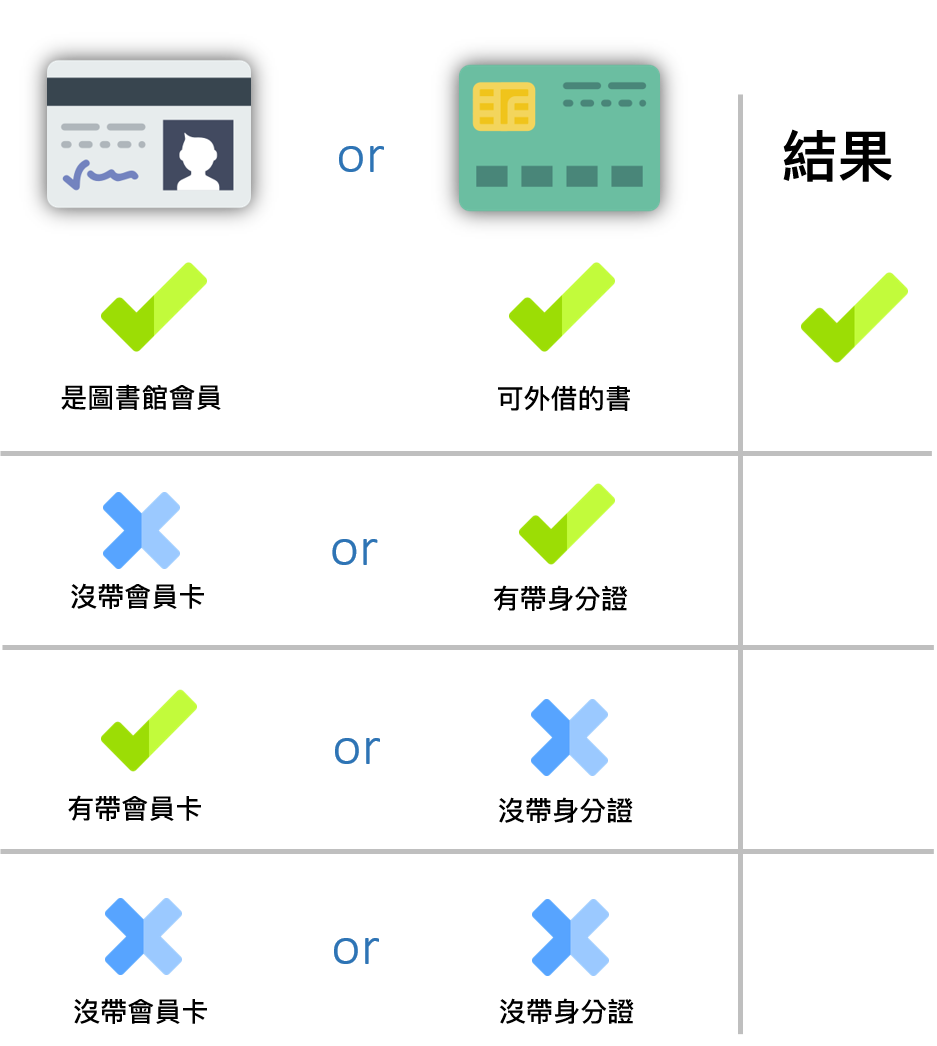 or
結果
是圖書館會員
可外借的書
or
沒帶會員卡
有帶身分證
or
有帶會員卡
沒帶身分證
or
沒帶會員卡
沒帶身分證